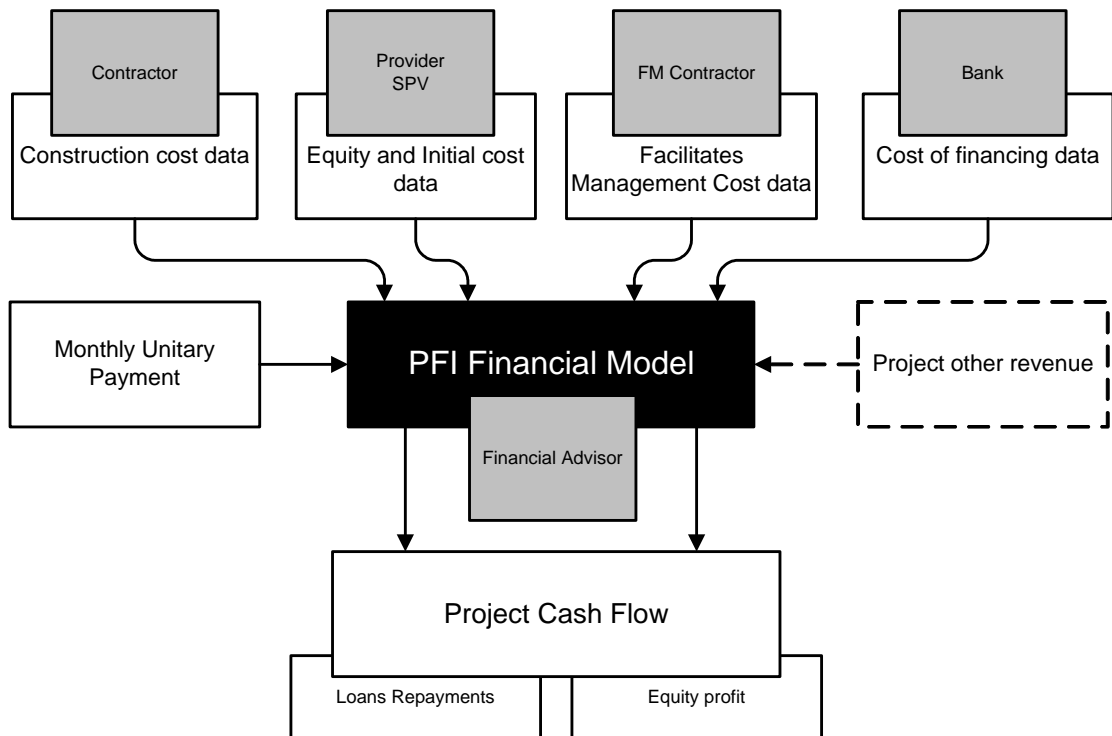 Contractor
Provider
SPV
FM Contractor
Bank
Construction cost data
Equity and Initial cost
data
Facilitates
Management Cost data
Cost of financing data
Monthly Unitary
Payment
PFI Financial Model
Project other revenue
Financial Advisor
Project Cash Flow
Loans Repayments
Equity profit